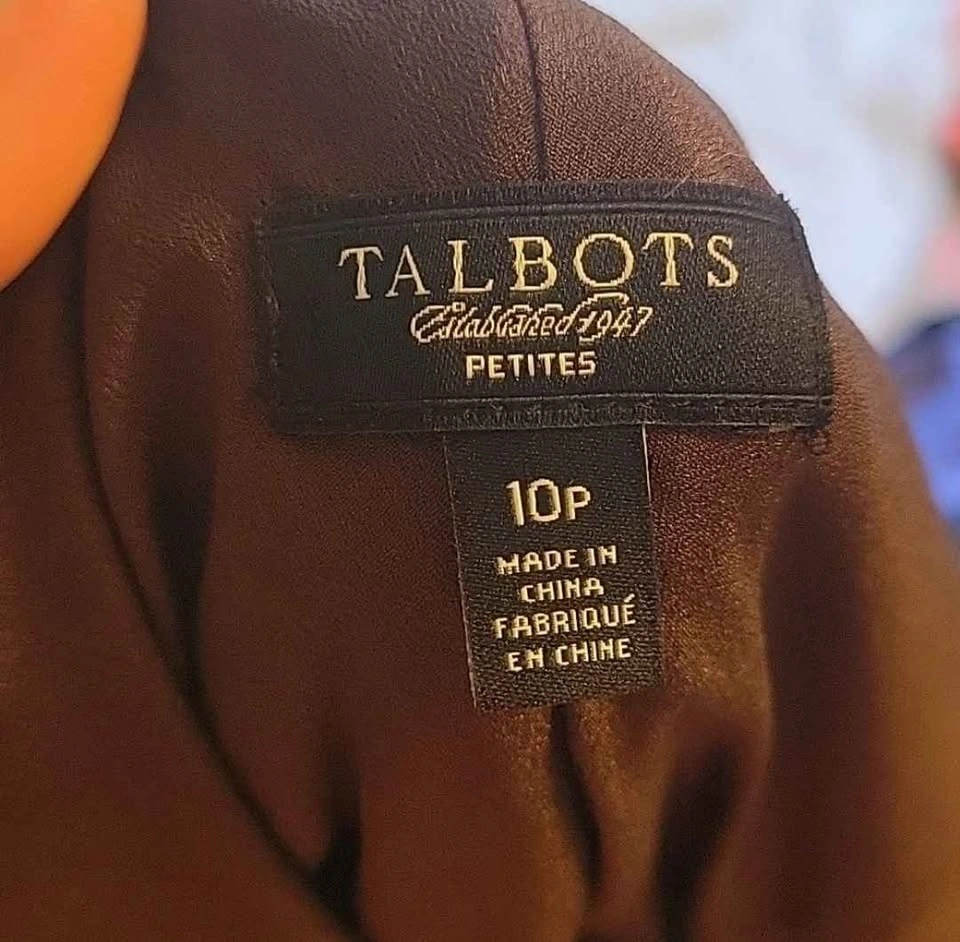 TALBOTS
Established 1947
PETITES
10P
MADE IN
CHINA
FABRIQUÉ
EN CHINE